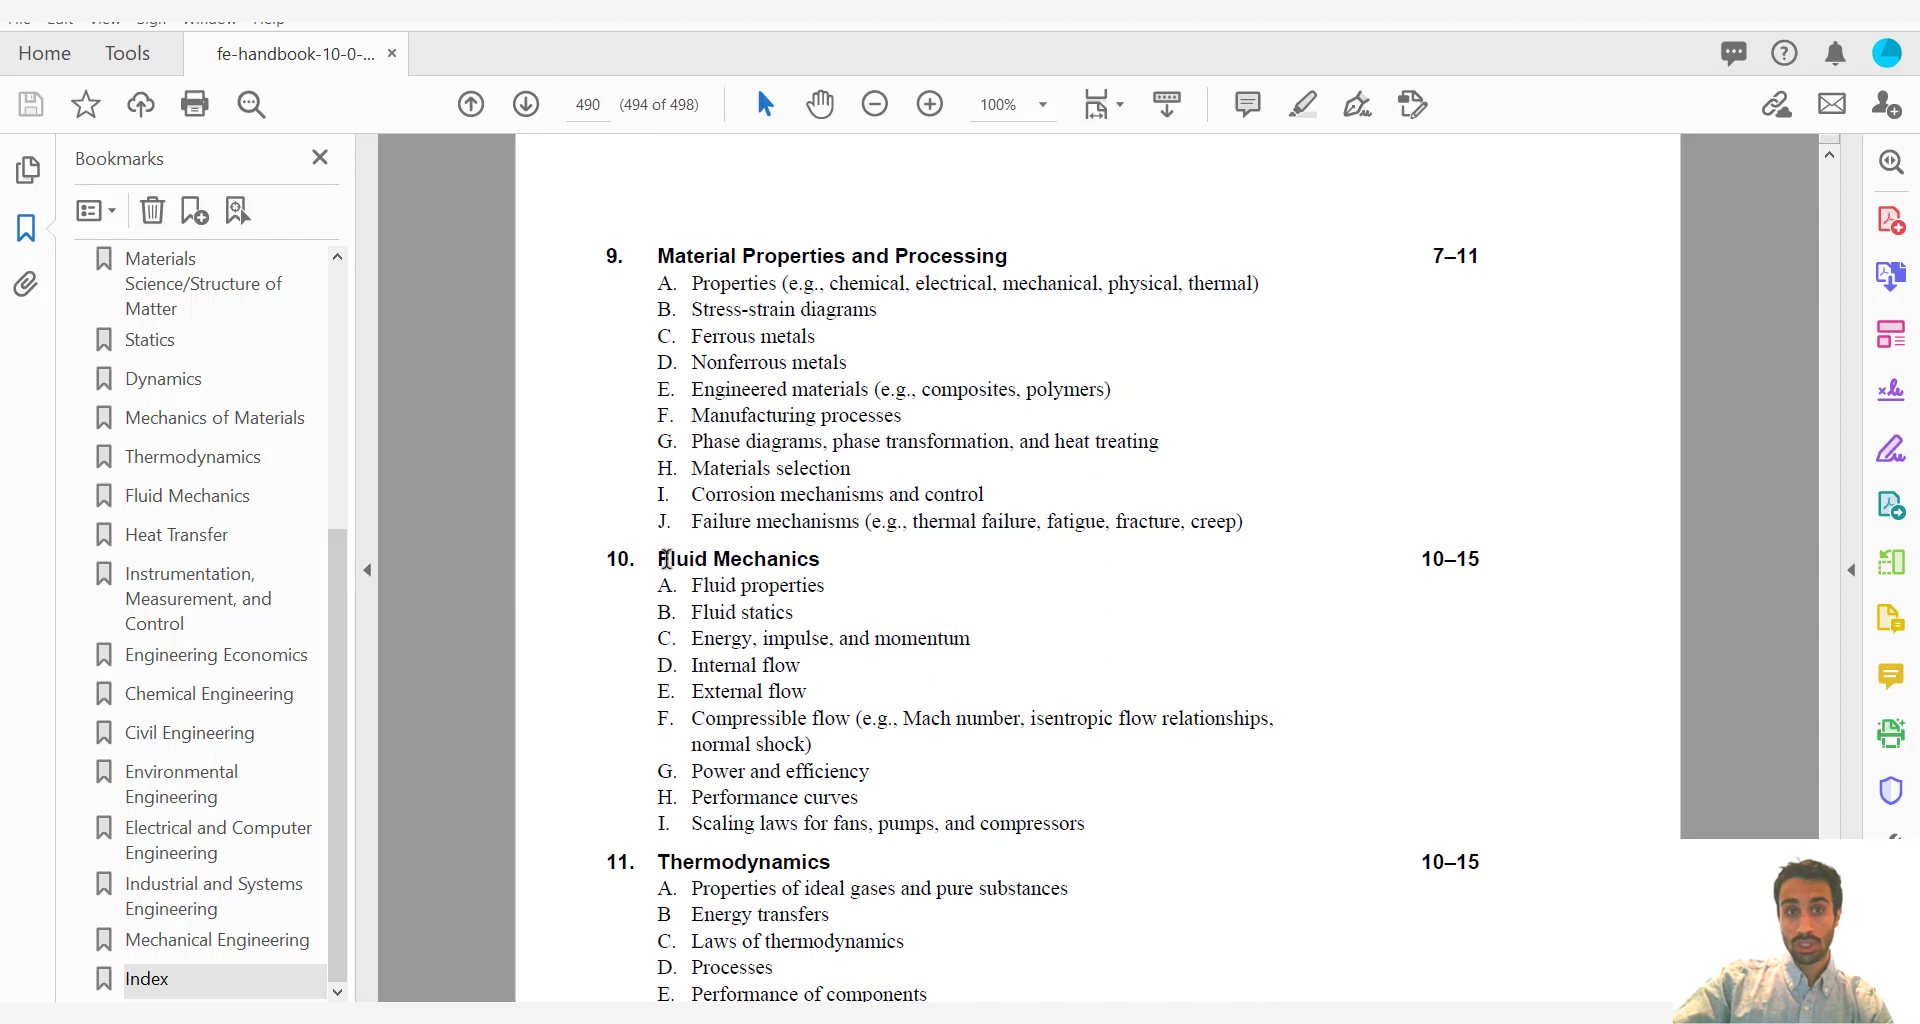 File Edit View Sign Window Help
Home Tools fe-handbook-10-0-... ×
490 (494 of 498) 100%
Bookmarks
Materials
Science/Structure of
Matter
Statics
Dynamics
Mechanics of Materials
Thermodynamics
Fluid Mechanics
Heat Transfer
Instrumentation,
Measurement, and
Control
Engineering Economics
Chemical Engineering
Civil Engineering
Environmental
Engineering
Electrical and Computer
Engineering
Industrial and Systems
Engineering
Mechanical Engineering
Index
9. Material Properties and Processing 7–11
A. Properties (e.g., chemical, electrical, mechanical, physical, thermal)
B. Stress-strain diagrams
C. Ferrous metals
D. Nonferrous metals
E. Engineered materials (e.g., composites, polymers)
F. Manufacturing processes
G. Phase diagrams, phase transformation, and heat treating
H. Materials selection
I. Corrosion mechanisms and control
J. Failure mechanisms (e.g., thermal failure, fatigue, fracture, creep)
10. Fluid Mechanics 10–15
A. Fluid properties
B. Fluid statics
C. Energy, impulse, and momentum
D. Internal flow
E. External flow
F. Compressible flow (e.g., Mach number, isentropic flow relationships,
normal shock)
G. Power and efficiency
H. Performance curves
I. Scaling laws for fans, pumps, and compressors
11. Thermodynamics 10–15
A. Properties of ideal gases and pure substances
B Energy transfers
C. Laws of thermodynamics
D. Processes
E. Performance of components